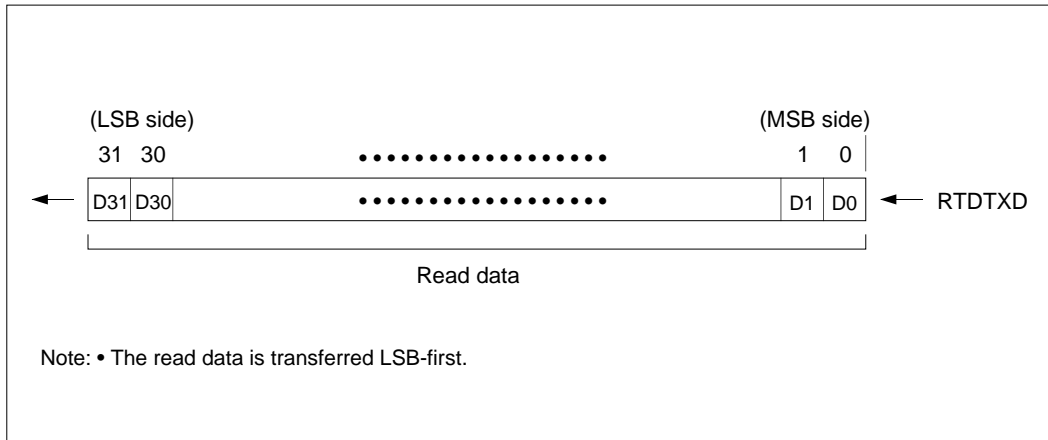 (LSB side) (MSB side)
31 30 •••••••••••••••••• 1 0
D31 D30 •••••••••••••••••• D1 D0 RTDTXD
Read data
Note: • The read data is transferred LSB-first.